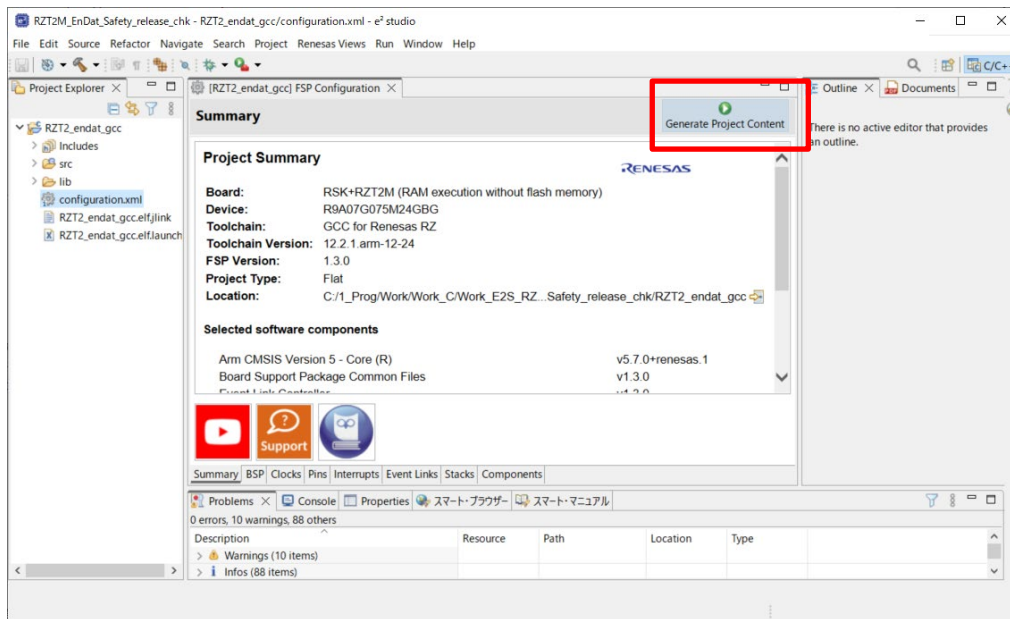 RZT2M_EnDat_Safety_release_chk - RZT2_endat_gcc/configuration.xml - e² studio
File Edit Source Refactor Navigate Search Project Renesas Views Run Window Help
C/C+
Project Explorer
[RZT2_endat_gcc] FSP Configuration
Outline
Documents
RZT2_endat_gcc
Includes
src
lib
configuration.xml
RZT2_endat_gcc.elf.jlink
RZT2_endat_gcc.elf.launch
Summary
Generate Project Content
There is no active editor that provides
an outline.
Project Summary
RENESAS
Board: RSK+RZT2M (RAM execution without flash memory)
Device: R9A07G075M24GBG
Toolchain: GCC for Renesas RZ
Toolchain Version: 12.2.1.arm-12-24
FSP Version: 1.3.0
Project Type: Flat
Location: C:/1_Prog/Work/Work_C/Work_E2S_RZ...Safety_release_chk/RZT2_endat_gcc
Selected software components
Arm CMSIS Version 5 - Core (R) v5.7.0+renesas.1
Board Support Package Common Files v1.3.0
Event Link Controller v1.3.0
Support
Summary BSP Clocks Pins Interrupts Event Links Stacks Components
Problems Console Properties スマート・ブラウザー スマート・マニュアル
0 errors, 10 warnings, 88 others
Description Resource Path Location Type
Warnings (10 items)
Infos (88 items)